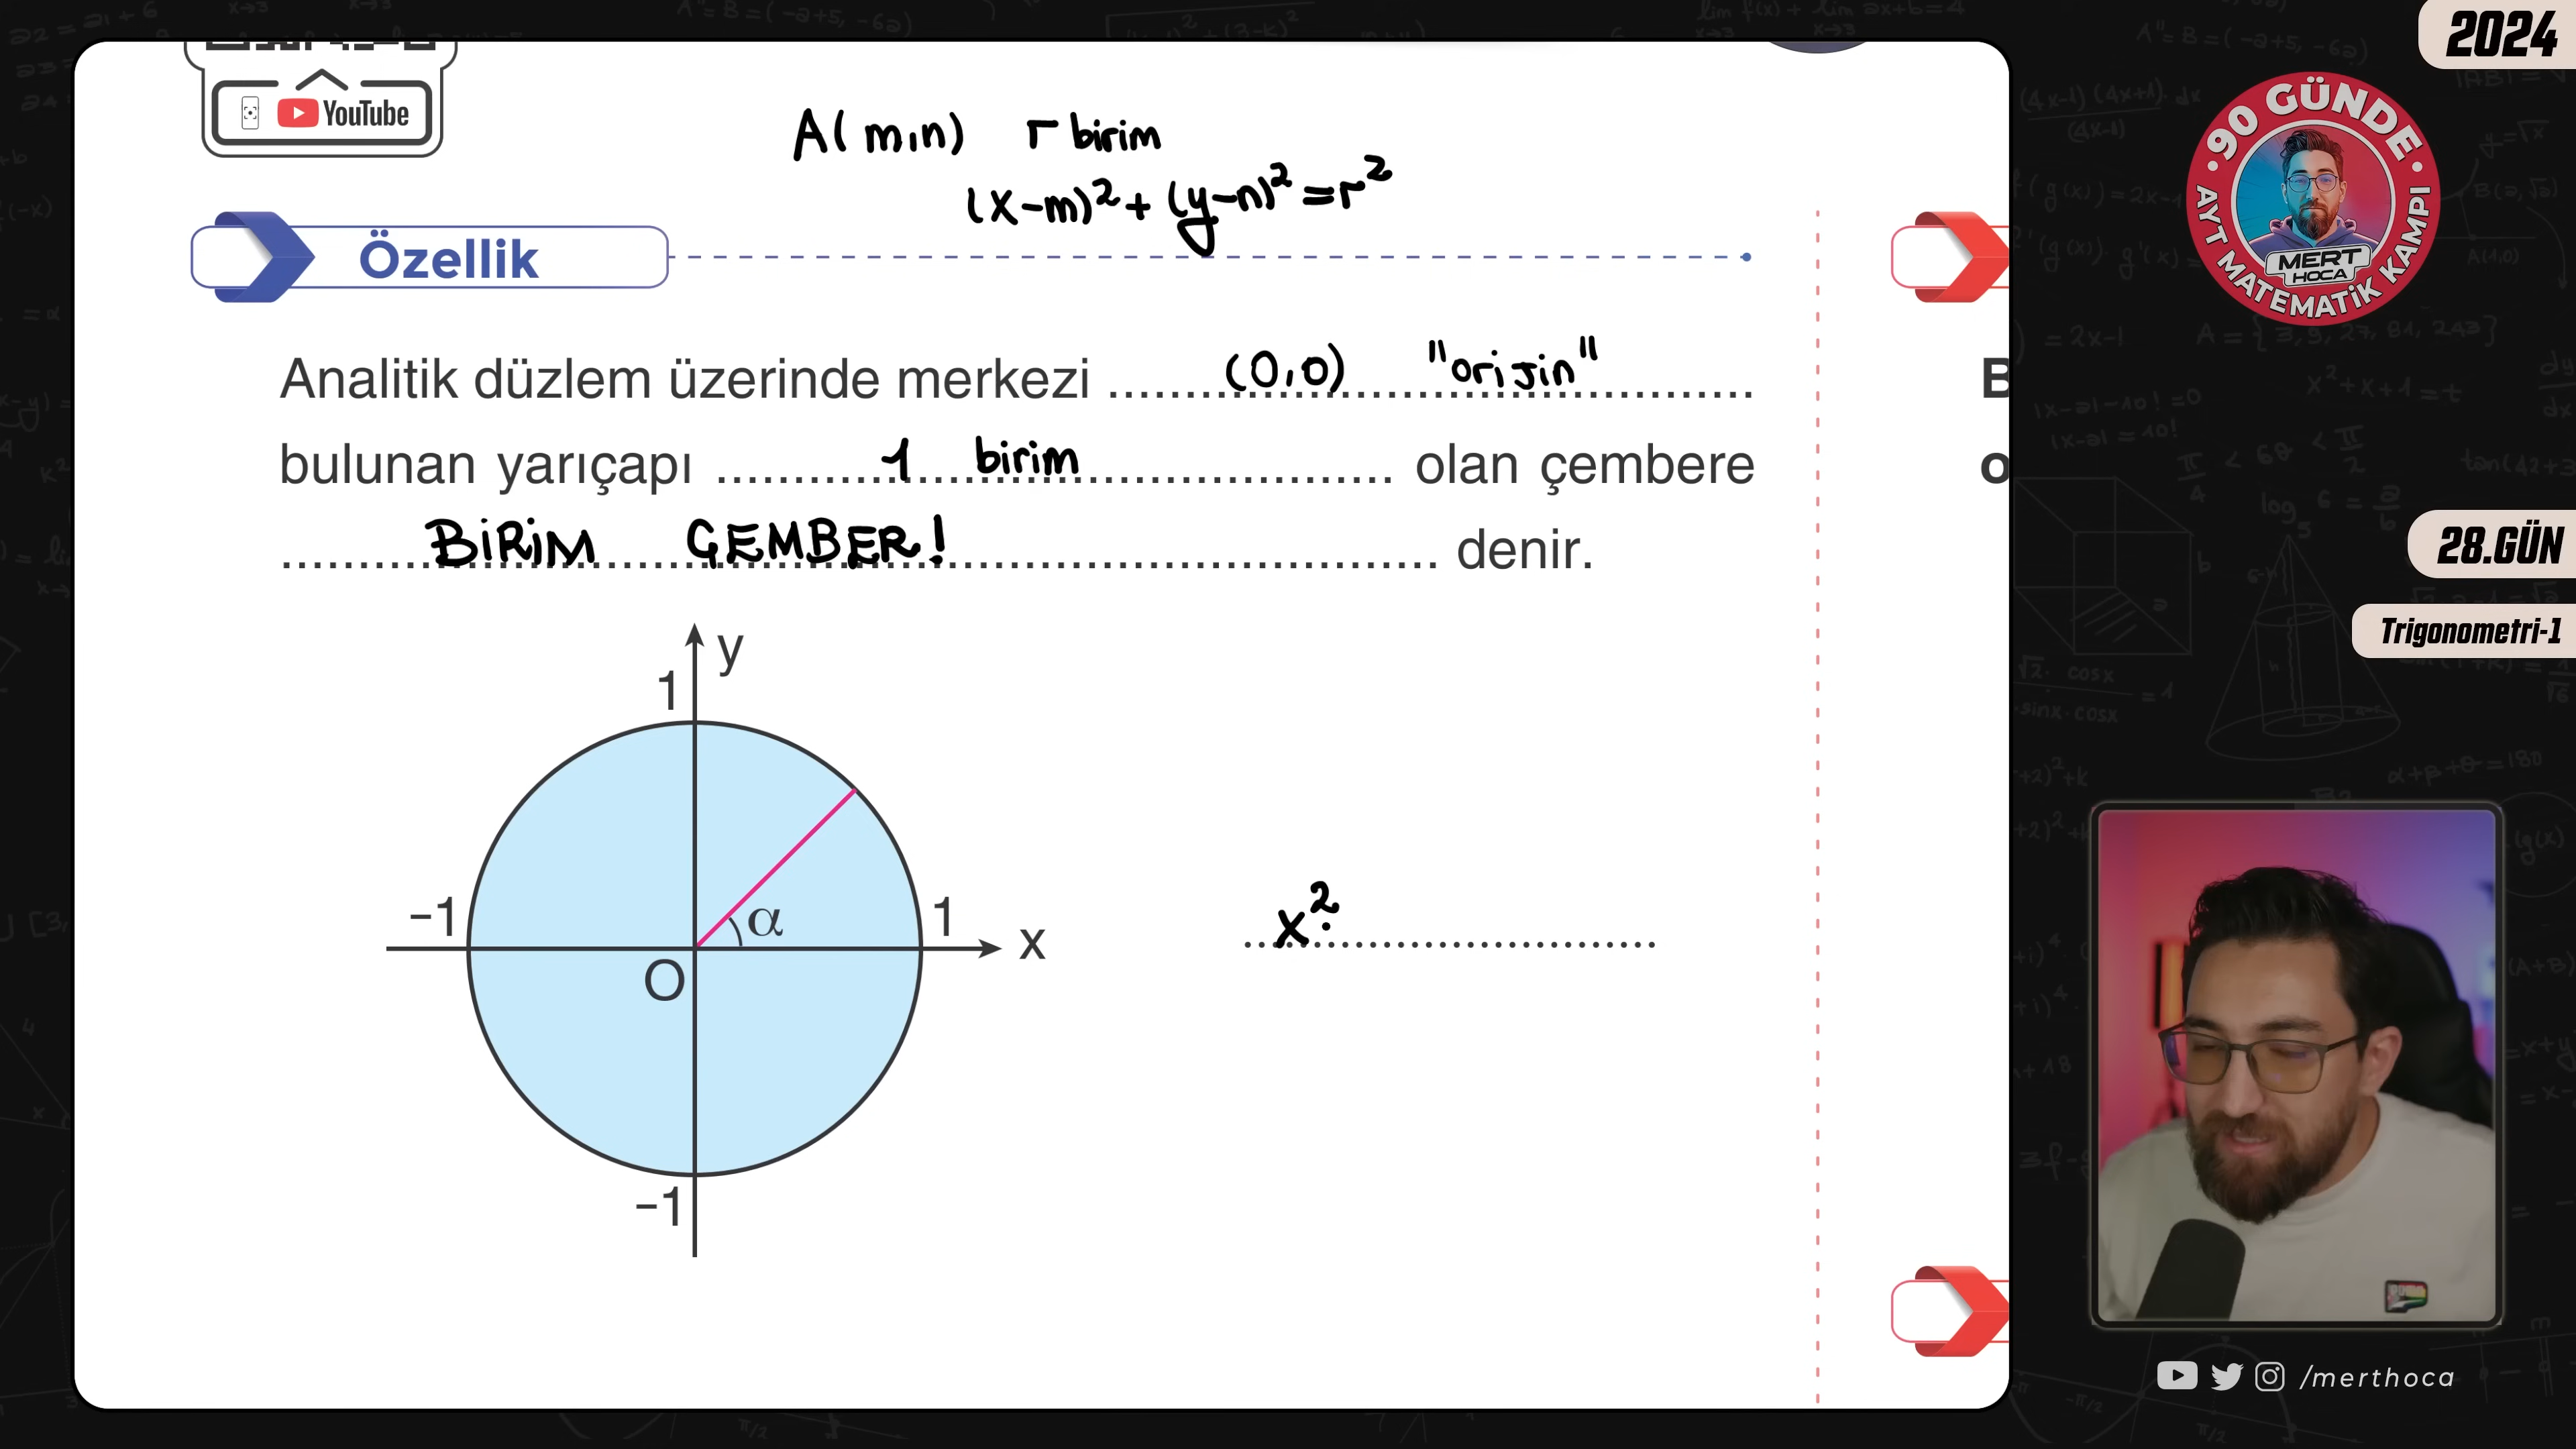 2024
YouTube
A(m,n) r birim
(x-m)²+(y-n)²=r²
Özellik
Analitik düzlem üzerinde merkezi (0,0) "orijin"
bulunan yarıçapı 1 birim olan çembere
BİRİM ÇEMBER! denir.
y
1
-1
α
1
x
O
-1
x²
B
o
90 GÜNDE
AYT MATEMATİK KAMPI
MERT
HOCA
28.GÜN
Trigonometri-1
/merthoca